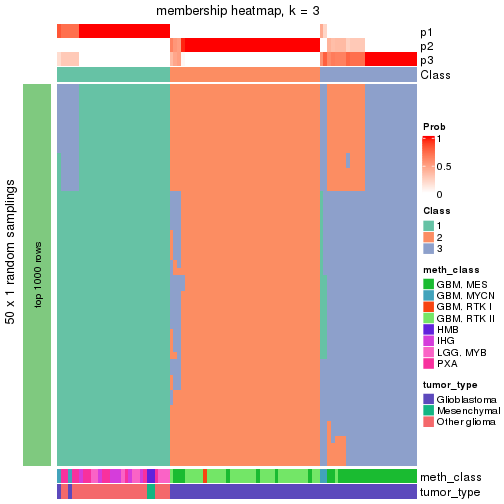 membership heatmap, k = 3
p1
p2
p3
Class
50 x 1 random samplings
top 1000 rows
Prob
1
0.5
0
Class
1
2
3
meth_class
GBM. MES
GBM. MYCN
GBM. RTK I
GBM. RTK II
HMB
IHG
LGG. MYB
PXA
tumor_type
Glioblastoma
Mesenchymal
Other glioma
meth_class
tumor_type